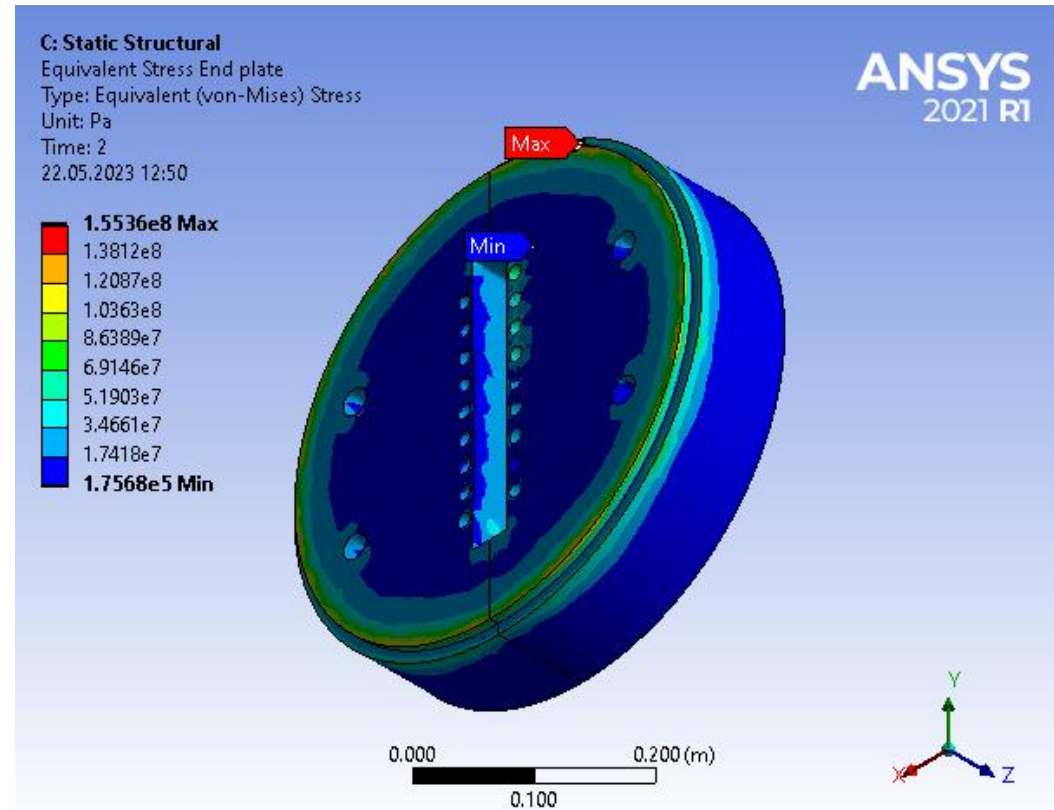 C: Static Structural
Equivalent Stress End plate
Type: Equivalent (von-Mises) Stress
Unit: Pa
Time: 2
22.05.2023 12:50
ANSYS
2021 R1
1.5536e8 Max
1.3812e8
1.2087e8
1.0363e8
8.6389e7
6.9146e7
5.1903e7
3.4661e7
1.7418e7
1.7568e5 Min
Max
Min
0.000 0.200 (m)
0.100
Y
X Z